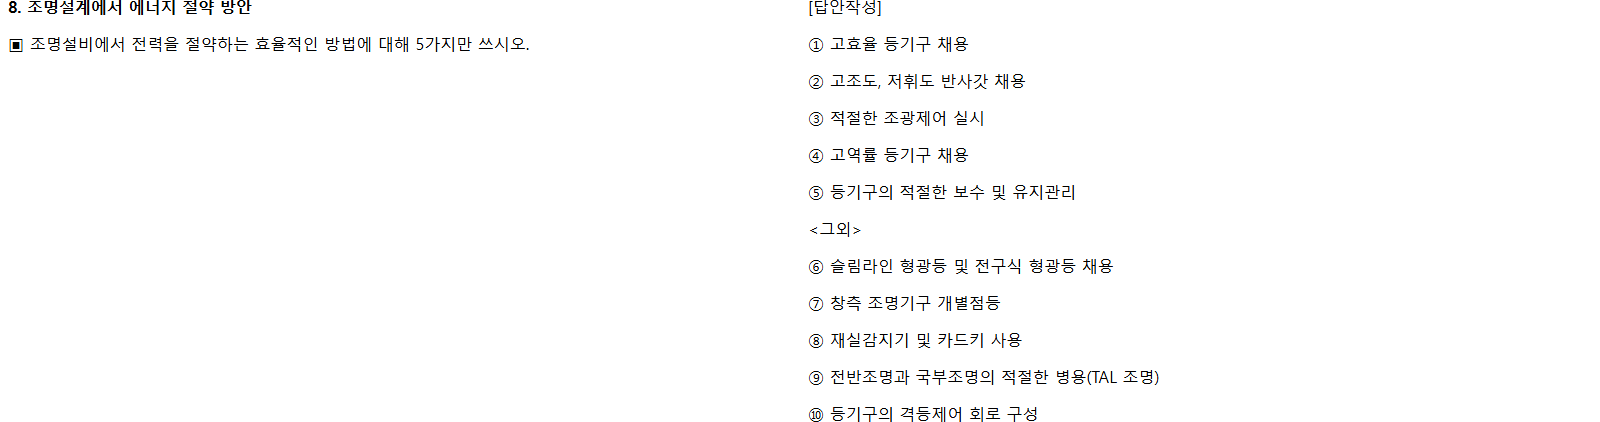 8. 조명설계에서 에너지 절약 방안
▣ 조명설비에서 전력을 절약하는 효율적인 방법에 대해 5가지만 쓰시오.
[답안작성]
① 고효율 등기구 채용
② 고조도, 저휘도 반사갓 채용
③ 적절한 조광제어 실시
④ 고역률 등기구 채용
⑤ 등기구의 적절한 보수 및 유지관리
<그외>
⑥ 슬림라인 형광등 및 전구식 형광등 채용
⑦ 창측 조명기구 개별점등
⑧ 재실감지기 및 카드키 사용
⑨ 전반조명과 국부조명의 적절한 병용(TAL 조명)
⑩ 등기구의 격등제어 회로 구성